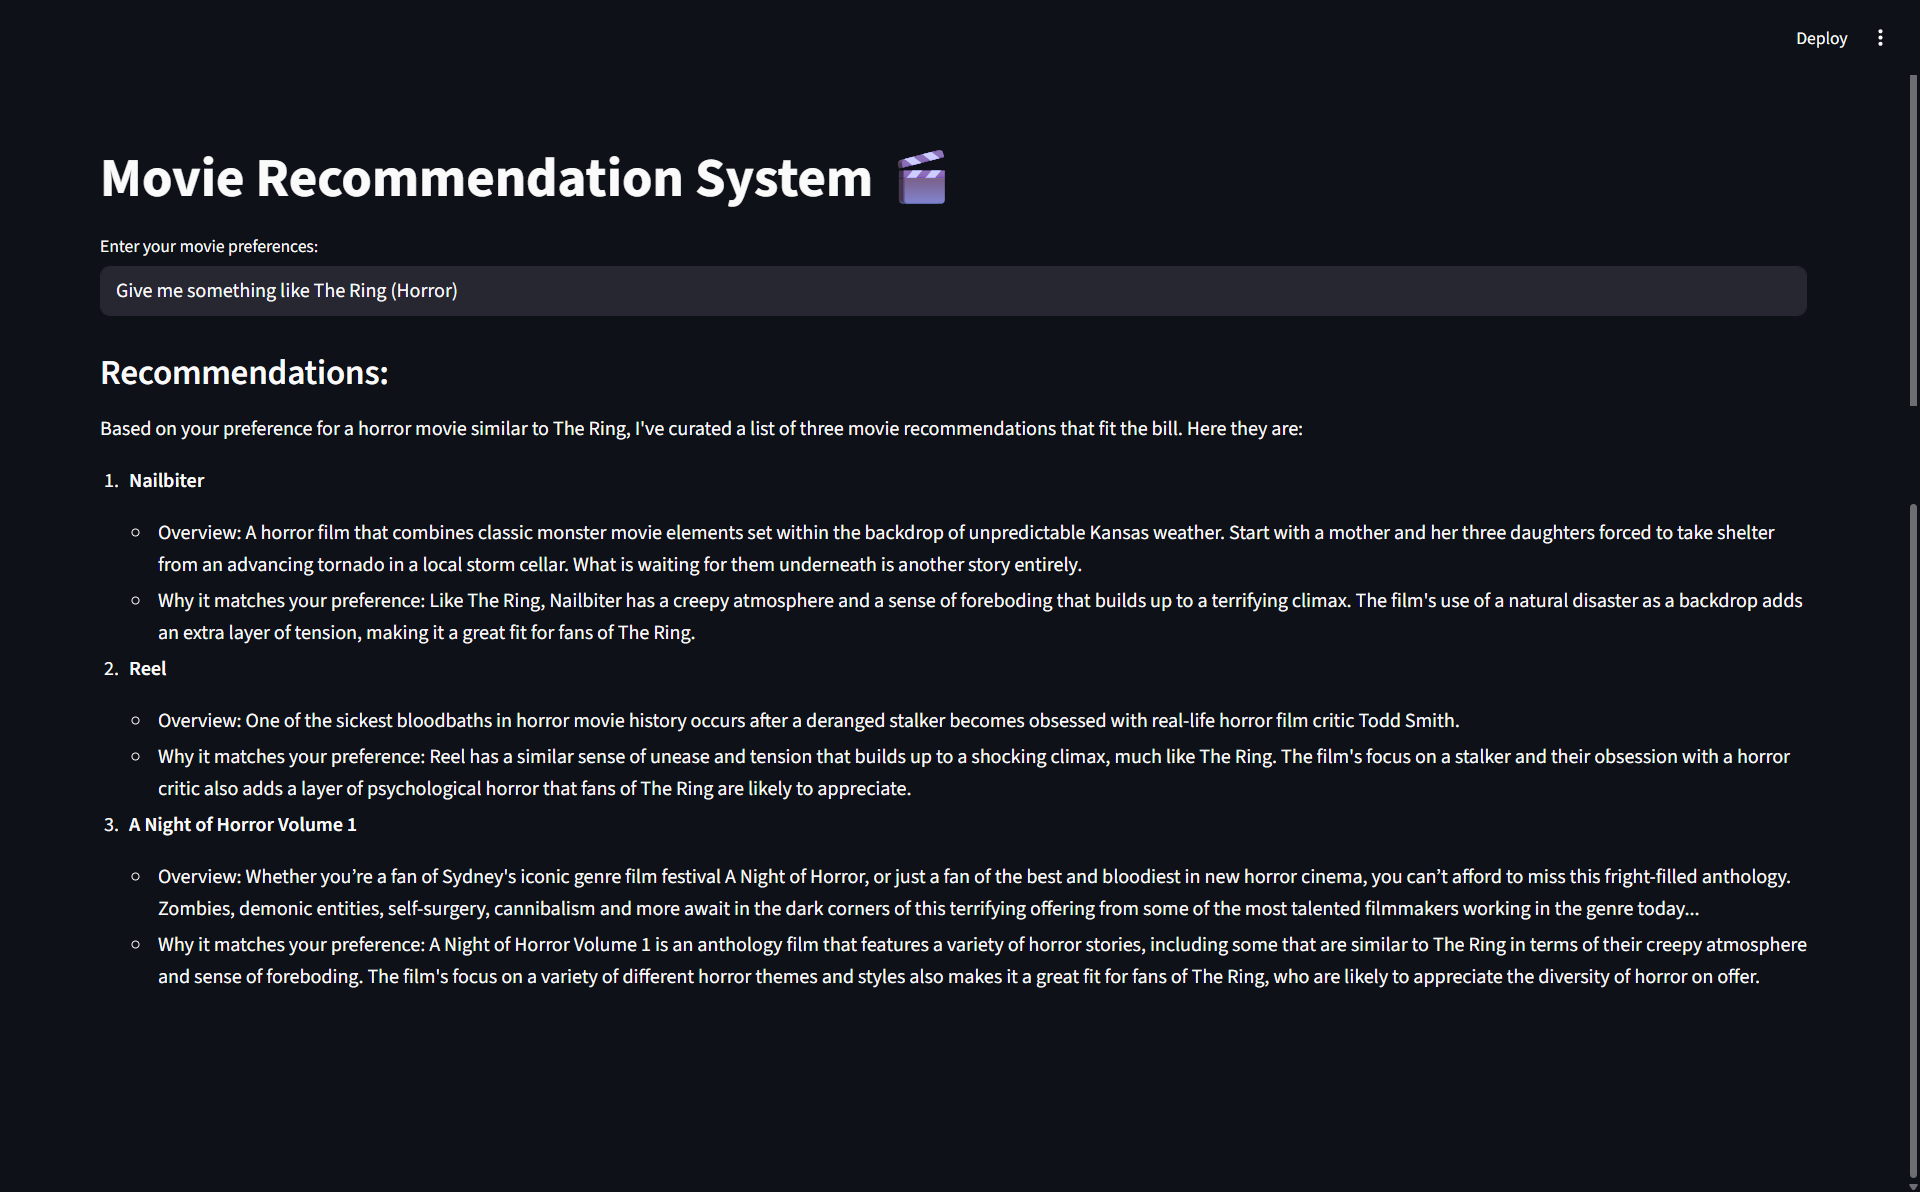 Deploy
Movie Recommendation System
Enter your movie preferences:
Give me something like The Ring (Horror)
Recommendations:
Based on your preference for a horror movie similar to The Ring, I've curated a list of three movie recommendations that fit the bill. Here they are:
1. Nailbiter
Overview: A horror film that combines classic monster movie elements set within the backdrop of unpredictable Kansas weather. Start with a mother and her three daughters forced to take shelter
from an advancing tornado in a local storm cellar. What is waiting for them underneath is another story entirely.
Why it matches your preference: Like The Ring, Nailbiter has a creepy atmosphere and a sense of foreboding that builds up to a terrifying climax. The film's use of a natural disaster as a backdrop adds
an extra layer of tension, making it a great fit for fans of The Ring.
2. Reel
Overview: One of the sickest bloodbaths in horror movie history occurs after a deranged stalker becomes obsessed with real-life horror film critic Todd Smith.
Why it matches your preference: Reel has a similar sense of unease and tension that builds up to a shocking climax, much like The Ring. The film's focus on a stalker and their obsession with a horror
critic also adds a layer of psychological horror that fans of The Ring are likely to appreciate.
3. A Night of Horror Volume 1
Overview: Whether you’re a fan of Sydney's iconic genre film festival A Night of Horror, or just a fan of the best and bloodiest in new horror cinema, you can’t afford to miss this fright-filled anthology.
Zombies, demonic entities, self-surgery, cannibalism and more await in the dark corners of this terrifying offering from some of the most talented filmmakers working in the genre today...
Why it matches your preference: A Night of Horror Volume 1 is an anthology film that features a variety of horror stories, including some that are similar to The Ring in terms of their creepy atmosphere
and sense of foreboding. The film's focus on a variety of different horror themes and styles also makes it a great fit for fans of The Ring, who are likely to appreciate the diversity of horror on offer.